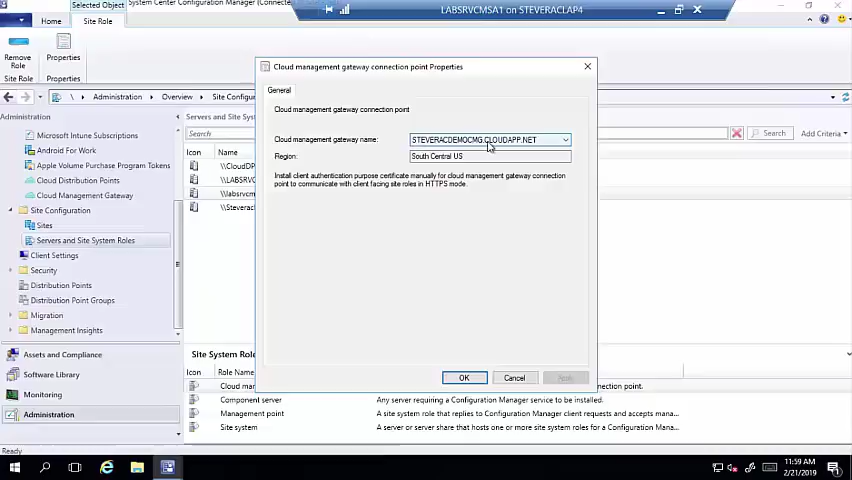 Selected Object
System Center Configuration Manager (Connecte
LABSRVCMSA1 on STEVERACLAP4
Home
Site Role
Remove
Role
Properties
Site Role
Properties
\ Administration Overview Site Configu
Administration
Microsoft Intune Subscriptions
Android For Work
Apple Volume Purchase Program Tokens
Cloud Distribution Points
Cloud Management Gateway
Site Configuration
Sites
Servers and Site System Roles
Client Settings
Security
Distribution Points
Distribution Point Groups
Migration
Management Insights
Assets and Compliance
Software Library
Monitoring
Administration
Ready
Servers and Site System
Search
Search
Add Criteria
Icon Name
\\CloudDP
\\LABSRVC
\\labsrvcm
\\Steverac
Cloud management gateway connection point Properties
General
Cloud management gateway connection point
Cloud management gateway name: STEVERACDEMOCMG.CLOUDAPP.NET
Region: South Central US
Install client authentication purpose certificate manually for cloud management gateway connection
point to communicate with client facing site roles in HTTPS mode.
OK Cancel Apply
Site System Role
Icon Role Name
Cloud man connection point.
Component server Any server requiring a Configuration Manager service to be installed.
Management point A site system role that replies to Configuration Manager client requests and accepts mana...
Site system A server or server share that hosts one or more site system roles for a Configuration Mana...
11:59 AM
2/21/2019